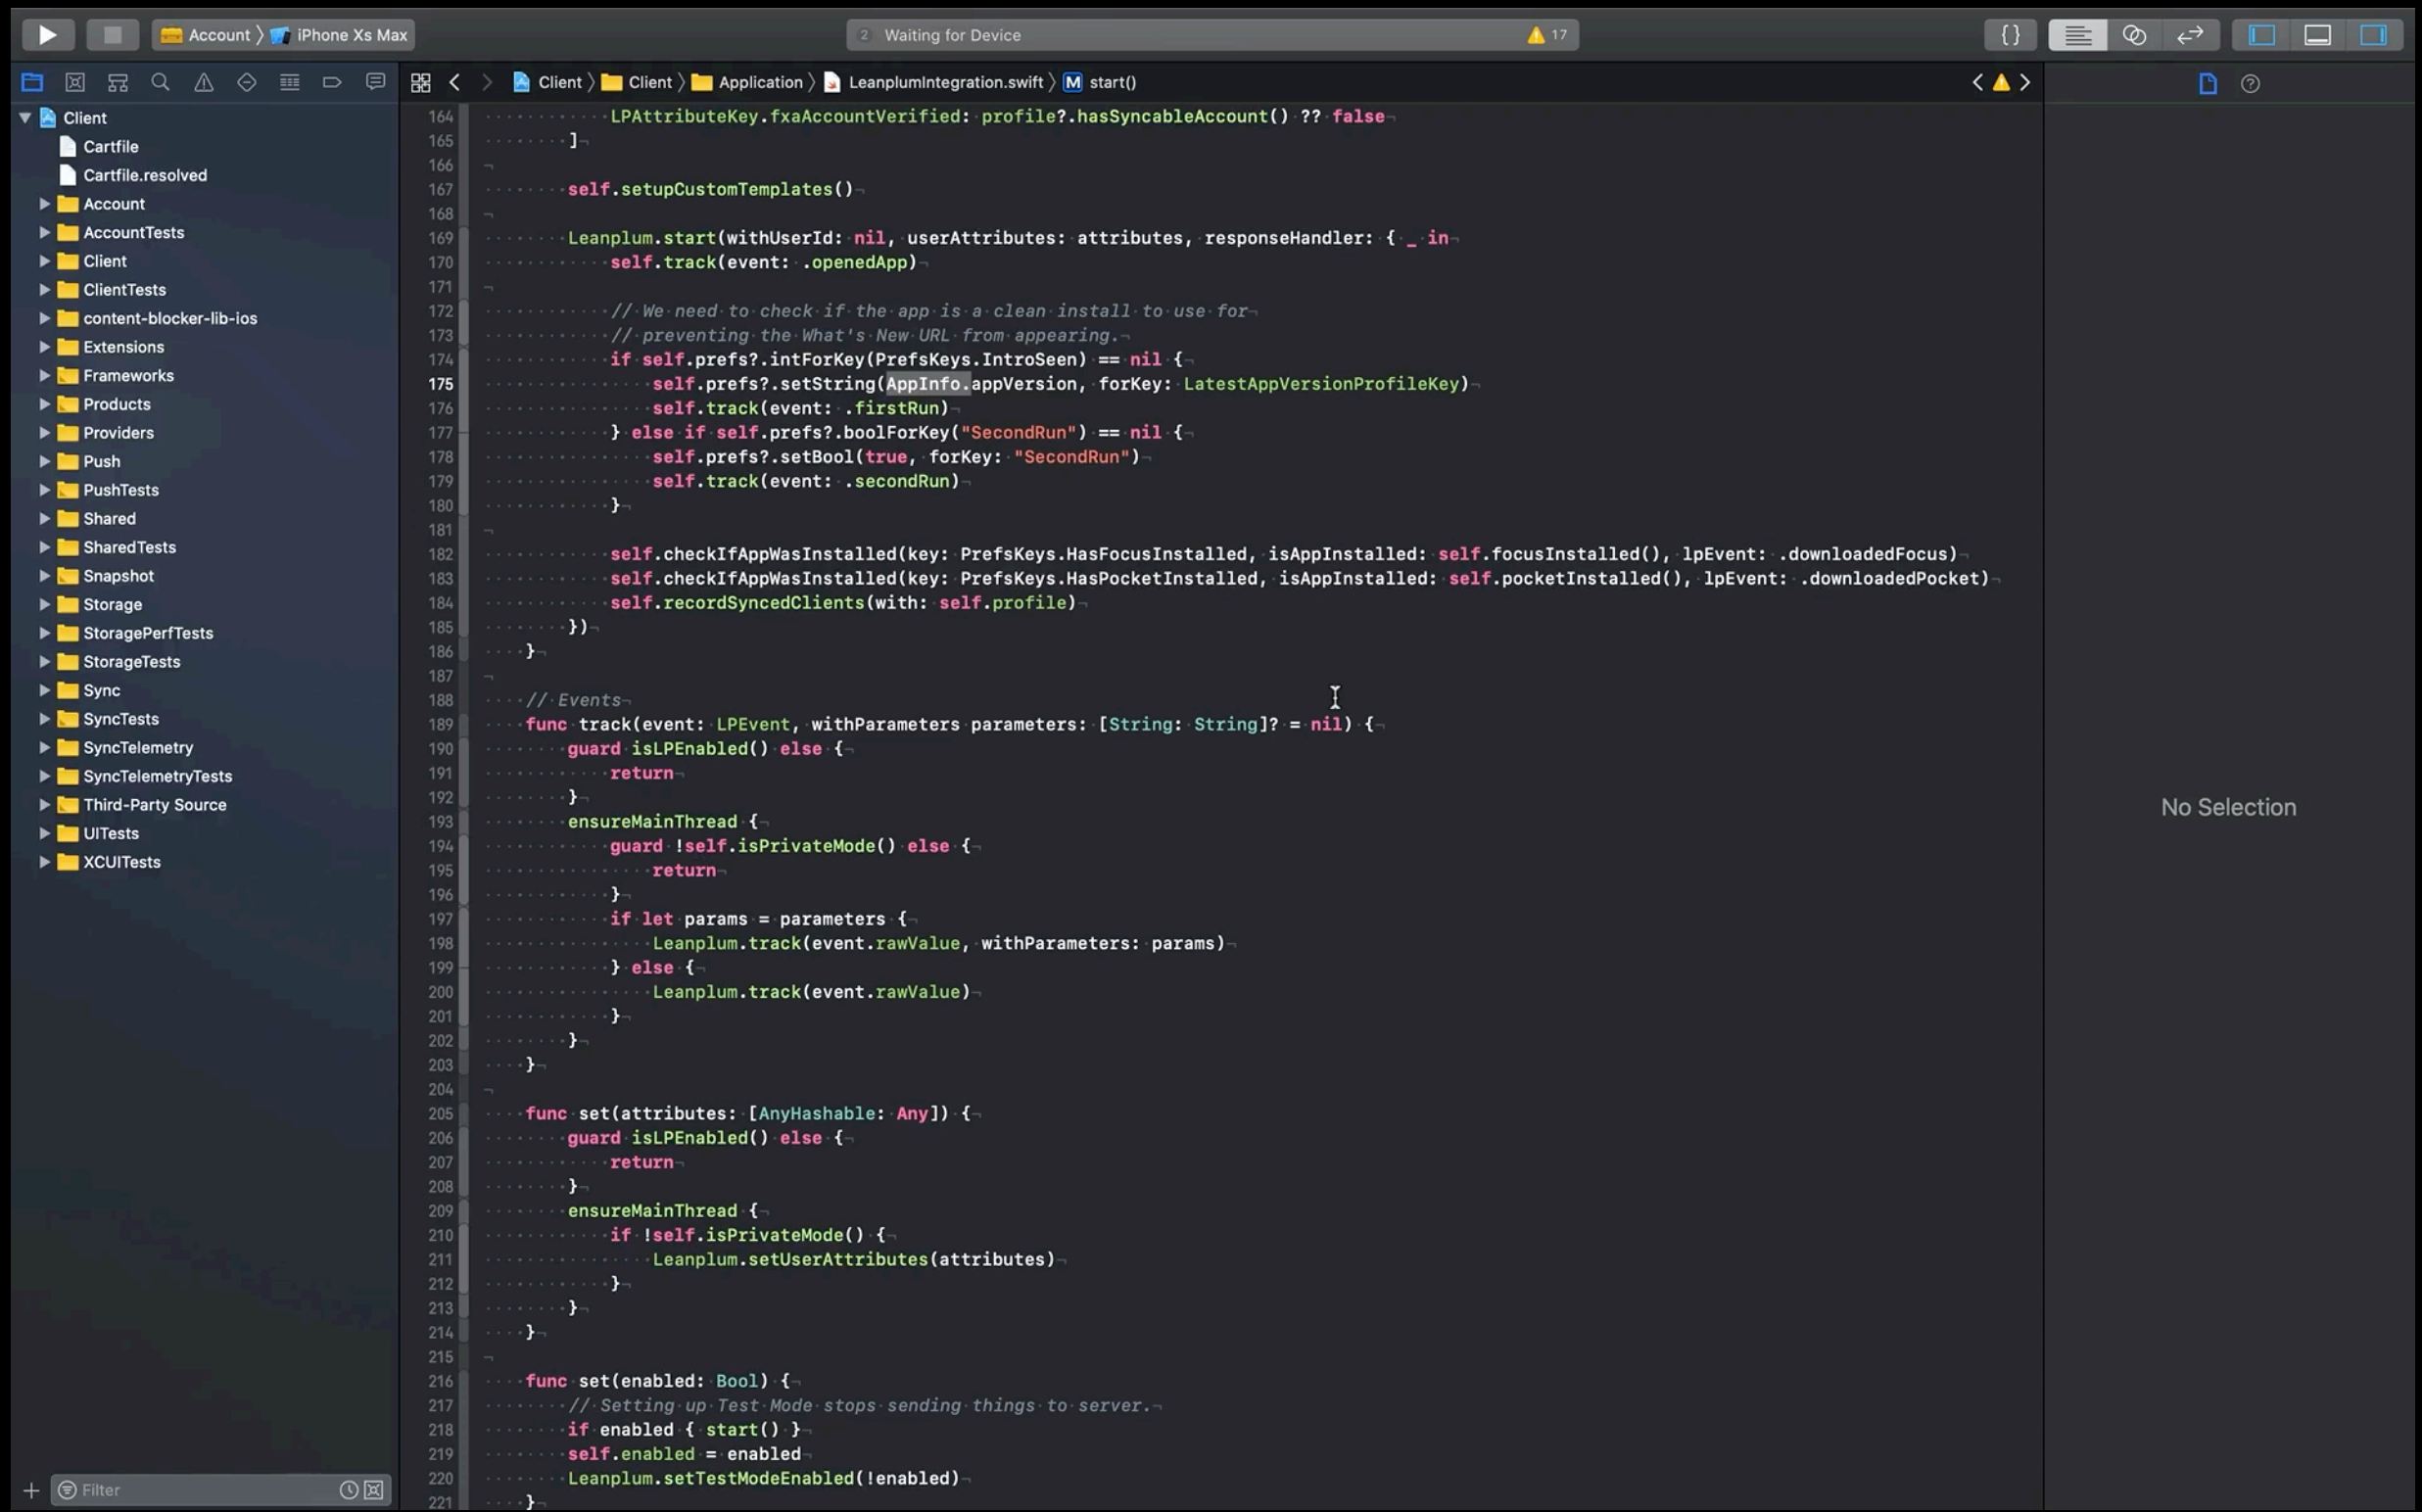 Account 〉 iPhone Xs Max
2 Waiting for Device
17
{}
Client 〉 Client 〉 Application 〉 LeanplumIntegration.swift 〉 M start()
Client
Cartfile
Cartfile.resolved
Account
AccountTests
Client
ClientTests
content-blocker-lib-ios
Extensions
Frameworks
Products
Providers
Push
PushTests
Shared
SharedTests
Snapshot
Storage
StoragePerfTests
StorageTests
Sync
SyncTests
SyncTelemetry
SyncTelemetryTests
Third-Party Source
UITests
XCUITests
Filter
164 LPAttributeKey.fxaAccountVerified: profile?.hasSyncableAccount() ?? false
165 ]
166
167 self.setupCustomTemplates()
168
169 Leanplum.start(withUserId: nil, userAttributes: attributes, responseHandler: { _ in
170 self.track(event: .openedApp)
171
172 // We need to check if the app is a clean install to use for
173 // preventing the What's New URL from appearing.
174 if self.prefs?.intForKey(PrefsKeys.IntroSeen) == nil {
175 self.prefs?.setString(AppInfo.appVersion, forKey: LatestAppVersionProfileKey)
176 self.track(event: .firstRun)
177 } else if self.prefs?.boolForKey("SecondRun") == nil {
178 self.prefs?.setBool(true, forKey: "SecondRun")
179 self.track(event: .secondRun)
180 }
181
182 self.checkIfAppWasInstalled(key: PrefsKeys.HasFocusInstalled, isAppInstalled: self.focusInstalled(), lpEvent: .downloadedFocus)
183 self.checkIfAppWasInstalled(key: PrefsKeys.HasPocketInstalled, isAppInstalled: self.pocketInstalled(), lpEvent: .downloadedPocket)
184 self.recordSyncedClients(with: self.profile)
185 })
186 }
187
188 // Events
189 func track(event: LPEvent, withParameters parameters: [String: String]? = nil) {
190 guard isLPEnabled() else {
191 return
192 }
193 ensureMainThread {
194 guard !self.isPrivateMode() else {
195 return
196 }
197 if let params = parameters {
198 Leanplum.track(event.rawValue, withParameters: params)
199 } else {
200 Leanplum.track(event.rawValue)
201 }
202 }
203 }
204
205 func set(attributes: [AnyHashable: Any]) {
206 guard isLPEnabled() else {
207 return
208 }
209 ensureMainThread {
210 if !self.isPrivateMode() {
211 Leanplum.setUserAttributes(attributes)
212 }
213 }
214 }
215
216 func set(enabled: Bool) {
217 // Setting up Test Mode stops sending things to server.
218 if enabled { start() }
219 self.enabled = enabled
220 Leanplum.setTestModeEnabled(!enabled)
221 }
No Selection